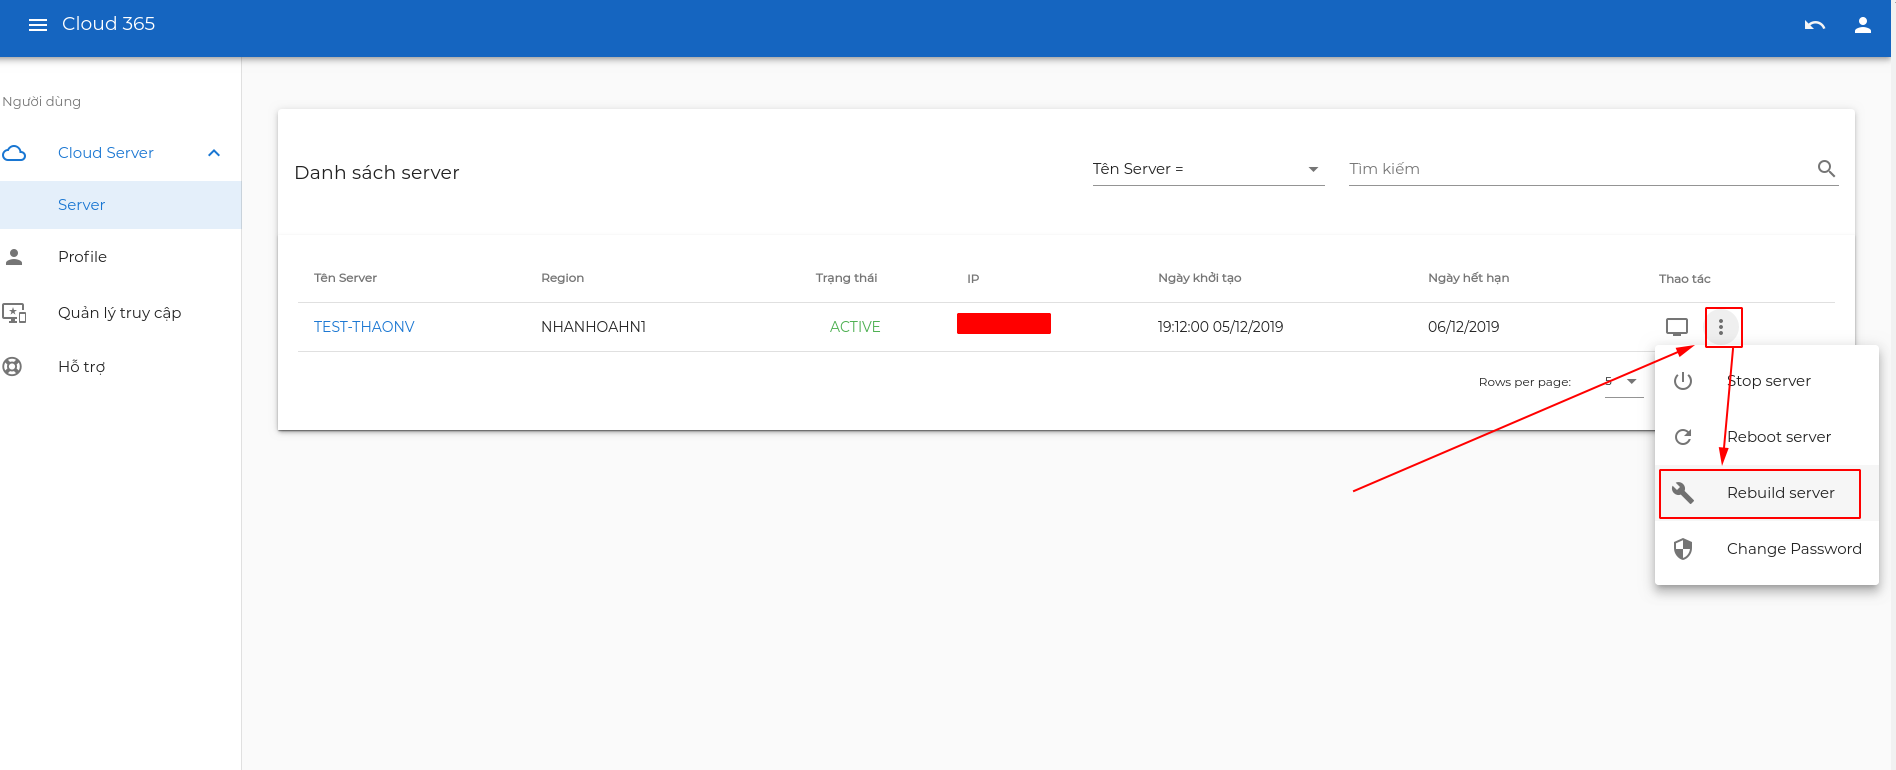 Cloud 365
Người dùng
Cloud Server
Server
Profile
Quản lý truy cập
Hỗ trợ
Danh sách server
Tên Server =
Tìm kiếm
Tên Server Region Trạng thái IP Ngày khởi tạo Ngày hết hạn Thao tác
TEST-THAONV NHANHOAHN1 ACTIVE 19:12:00 05/12/2019 06/12/2019
Rows per page: 5
Stop server
Reboot server
Rebuild server
Change Password